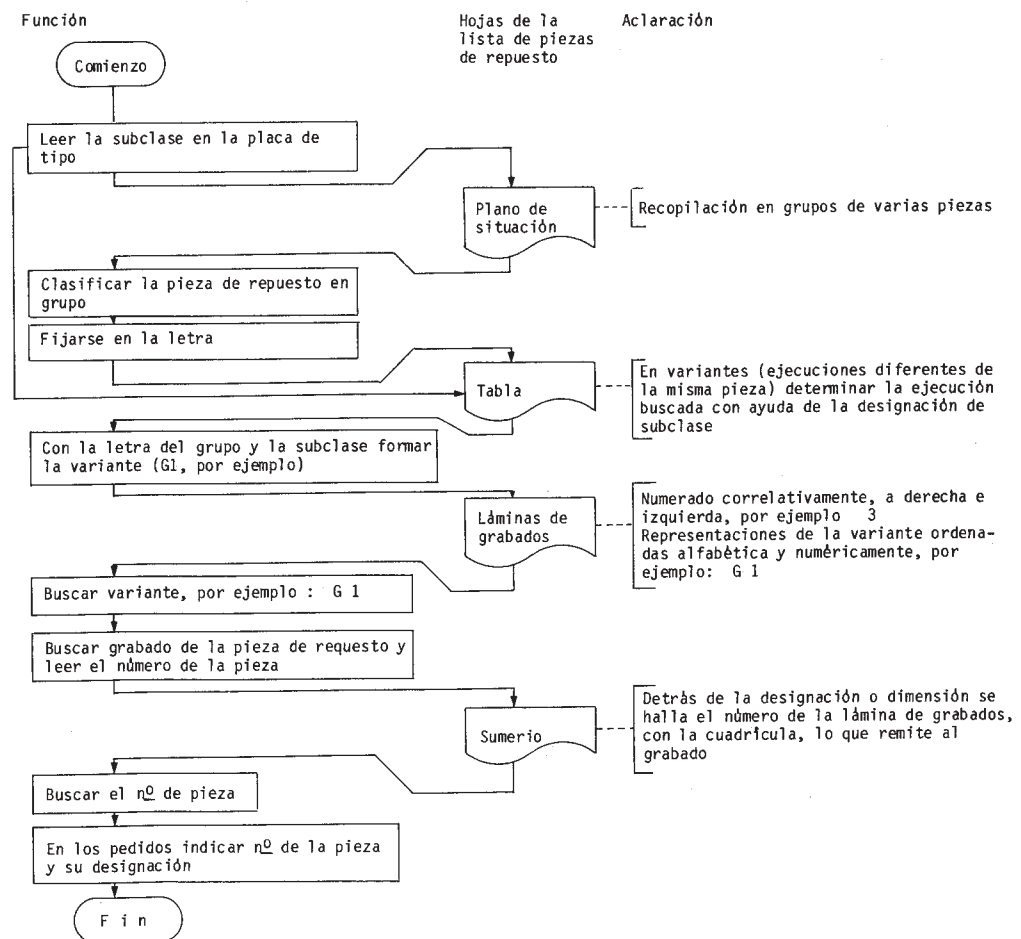 Función
Hojas de la
lista de piezas
de repuesto
Aclaración
Comienzo
Leer la subclase en la placa de
tipo
Plano de
situación
Recopilación en grupos de varias piezas
Clasificar la pieza de repuesto en
grupo
Fijarse en la letra
Tabla
En variantes (ejecuciones diferentes de
la misma pieza) determinar la ejecución
buscada con ayuda de la designación de
subclase
Con la letra del grupo y la subclase formar
la variante (G1, por ejemplo)
Láminas de
grabados
Numerado correlativamente, a derecha e
izquierda, por ejemplo 3
Representaciones de la variante ordena-
das alfabética y numéricamente, por
ejemplo: G 1
Buscar variante, por ejemplo : G 1
Buscar grabado de la pieza de requesto y
leer el número de la pieza
Sumerio
Detrás de la designación o dimensión se
halla el número de la lámina de grabados,
con la cuadrícula, lo que remite al
grabado
Buscar el nº de pieza
En los pedidos indicar nº de la pieza
y su designación
F i n